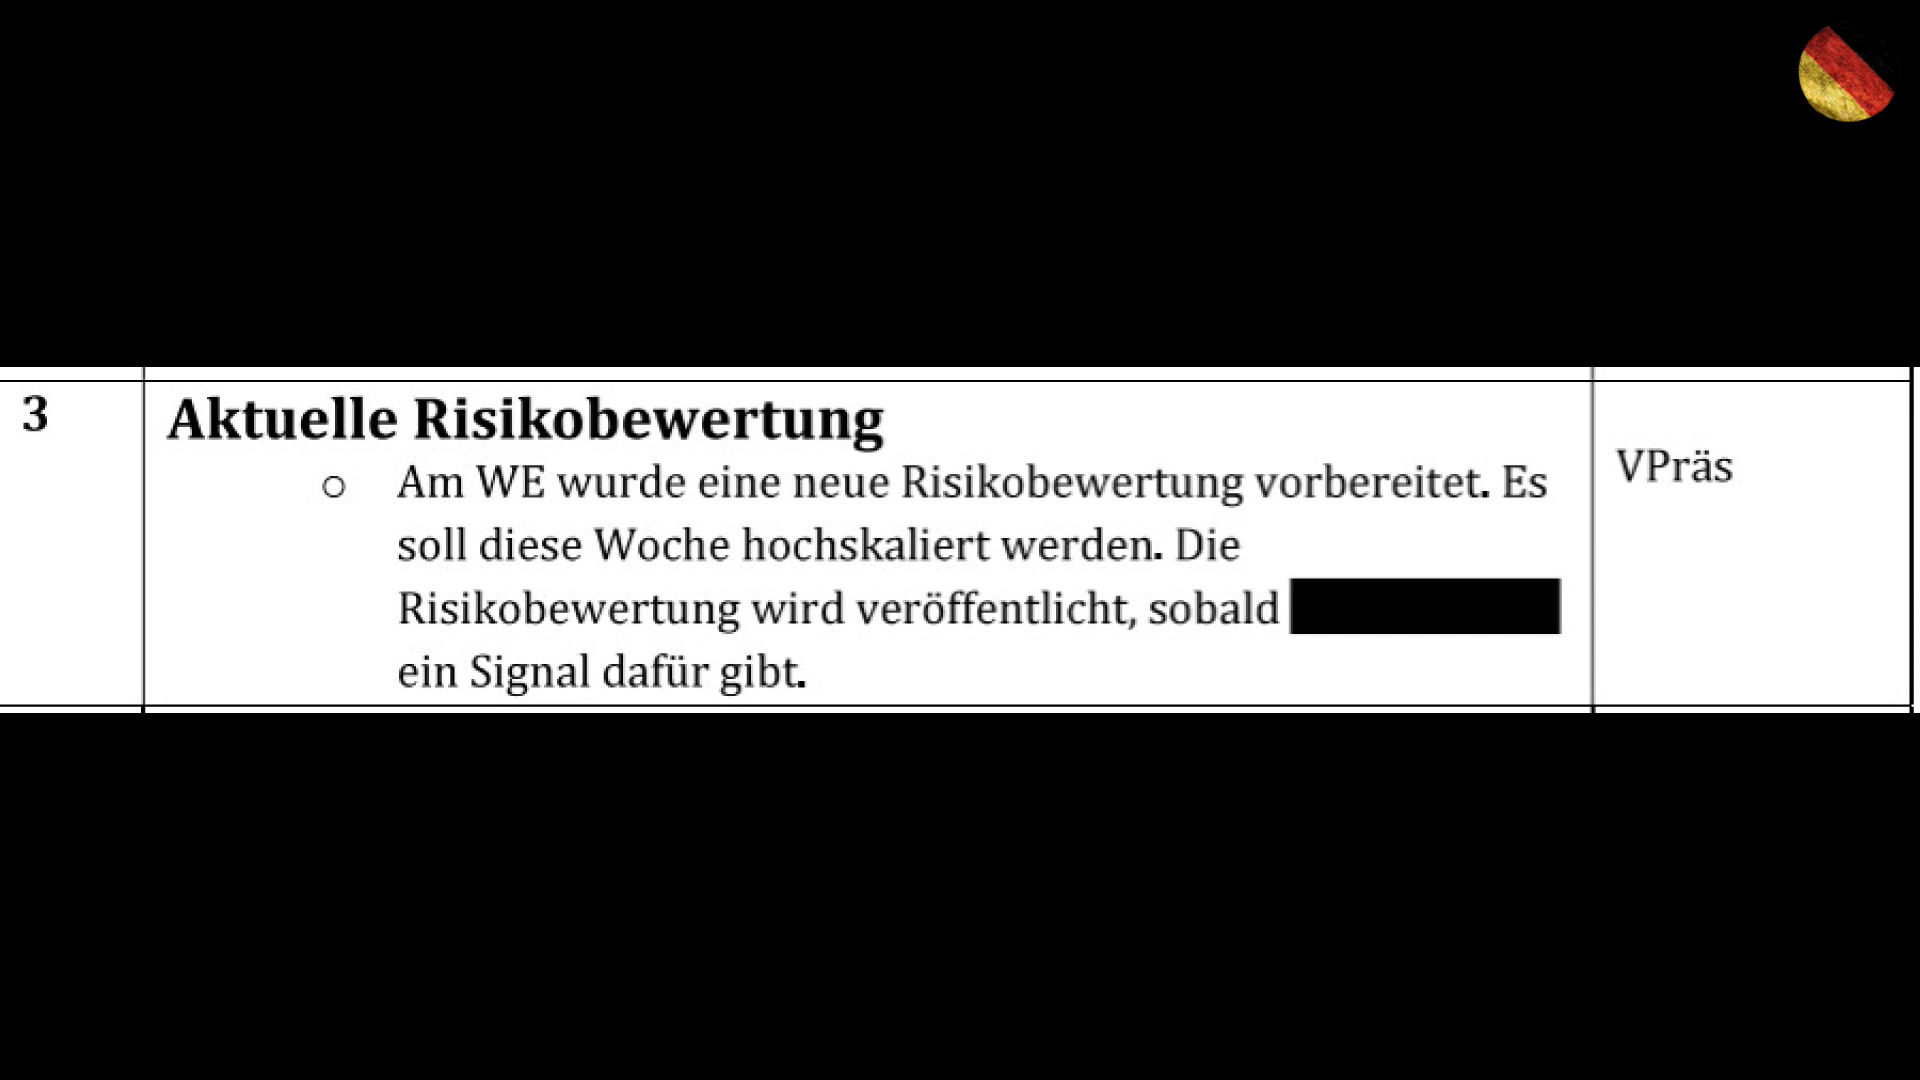 3
Aktuelle Risikobewertung
o Am WE wurde eine neue Risikobewertung vorbereitet. Es
soll diese Woche hochskaliert werden. Die
Risikobewertung wird veröffentlicht, sobald
ein Signal dafür gibt.
VPräs